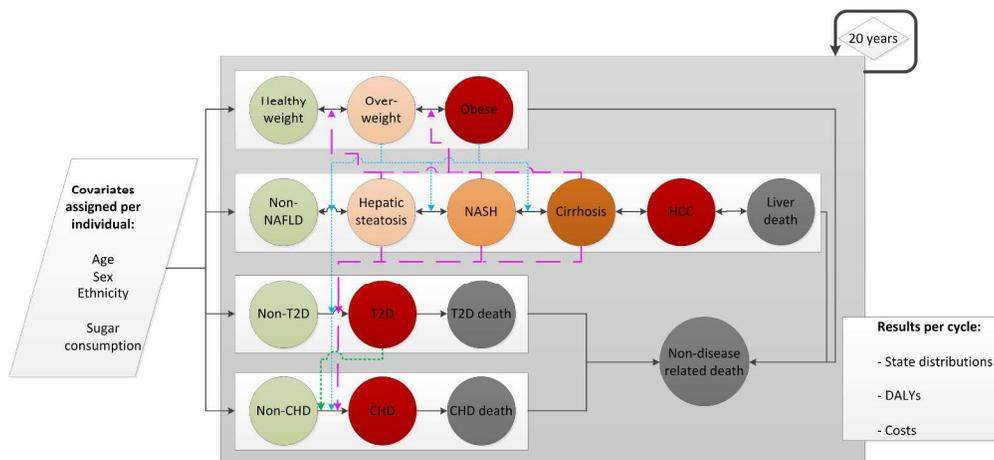 20 years
Healthy
weight
Over-
weight
Obese
Covariates
assigned per
individual:
Age
Sex
Ethnicity
Sugar
consumption
Non-
NAFLD
Hepatic
steatosis
NASH
Cirrhosis
HCC
Liver
death
Non-T2D
T2D
T2D death
Non-disease
related death
Non-CHD
CHD
CHD death
Results per cycle:
- State distributions
- DALYs
- Costs